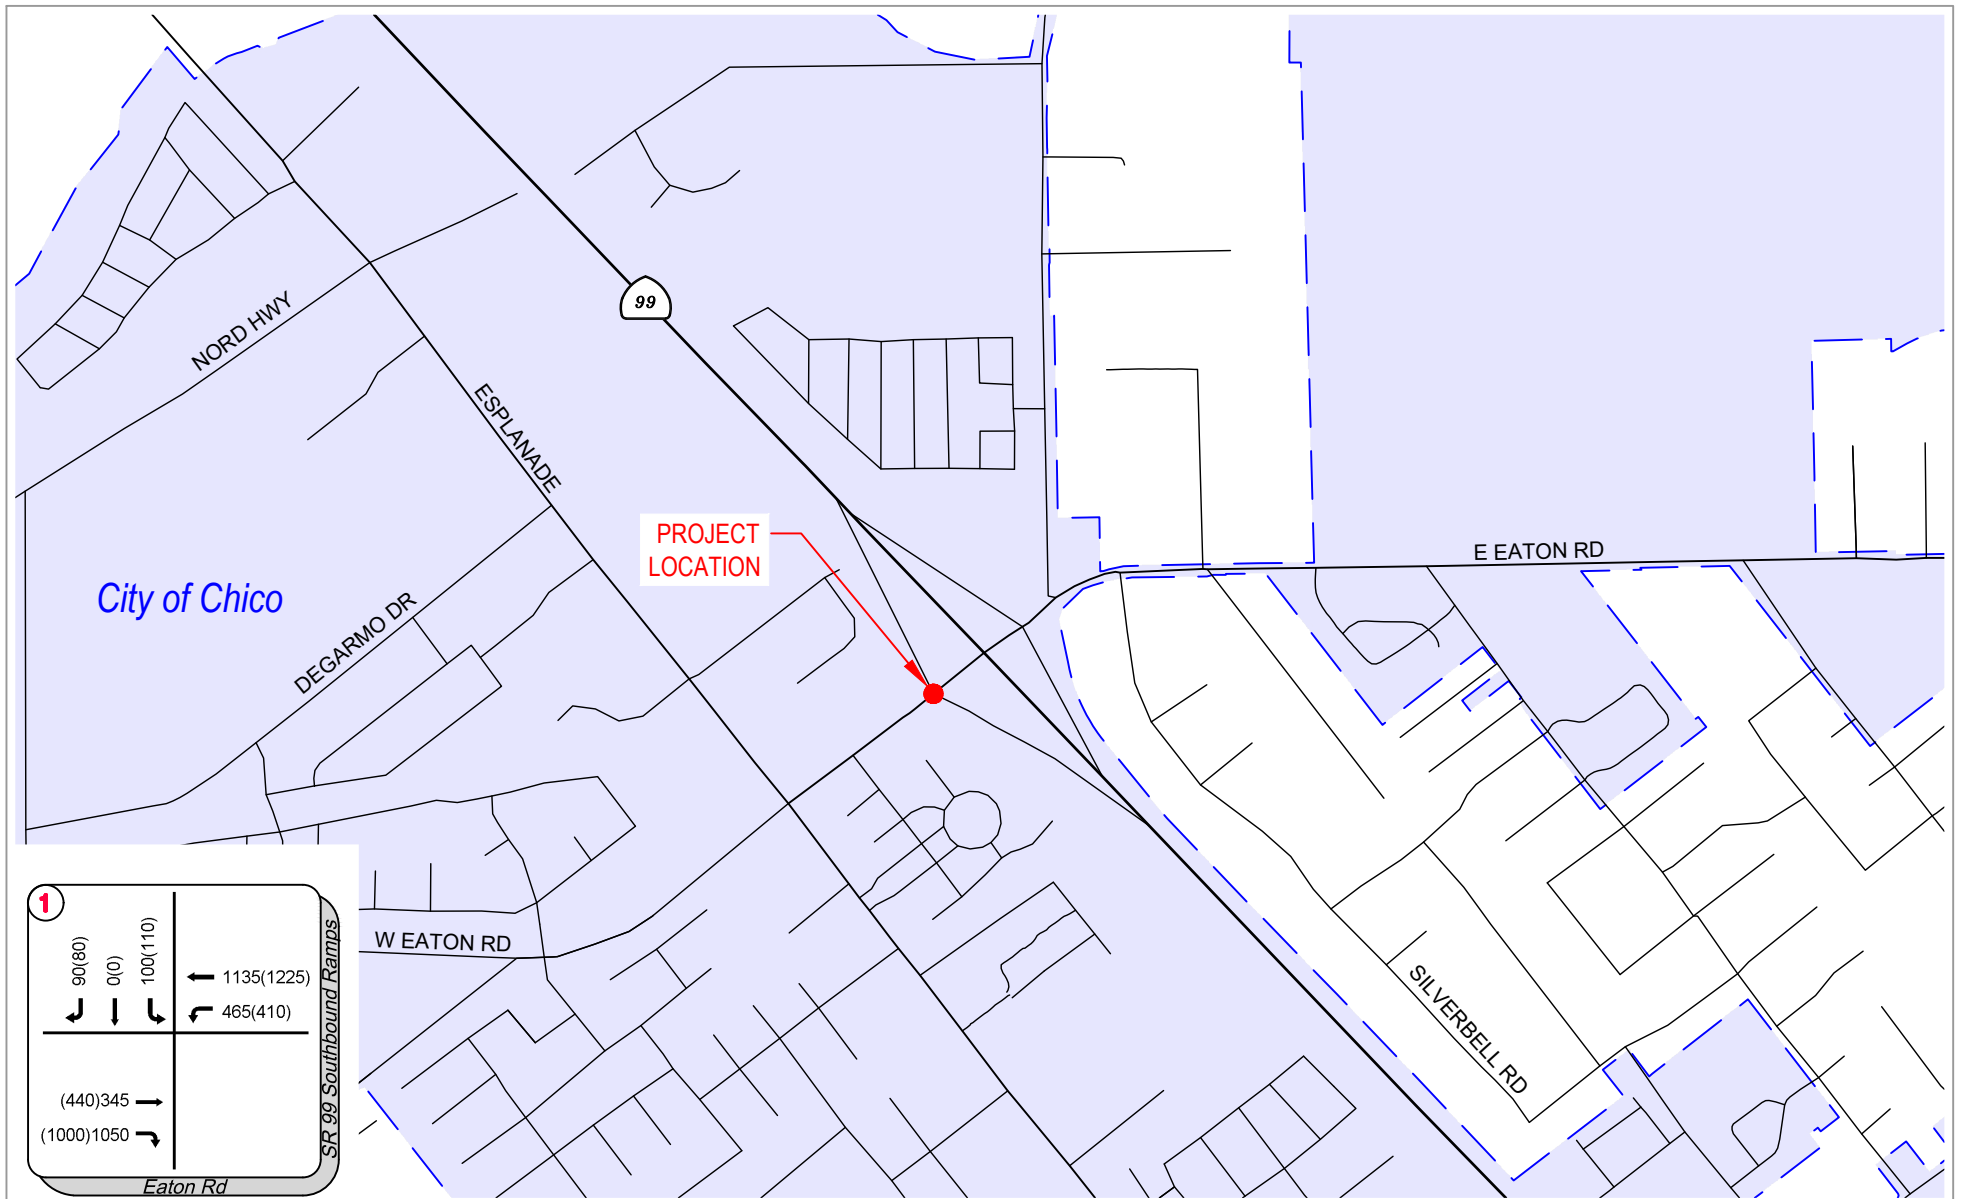 99
NORD HWY
ESPLANADE
PROJECT
LOCATION
E EATON RD
City of Chico
DEGARMO DR
W EATON RD
SILVERBELL RD
1
90(80)
0(0)
100(110)
1135(1225)
465(410)
(440)345
(1000)1050
SR 99 Southbound Ramps
Eaton Rd